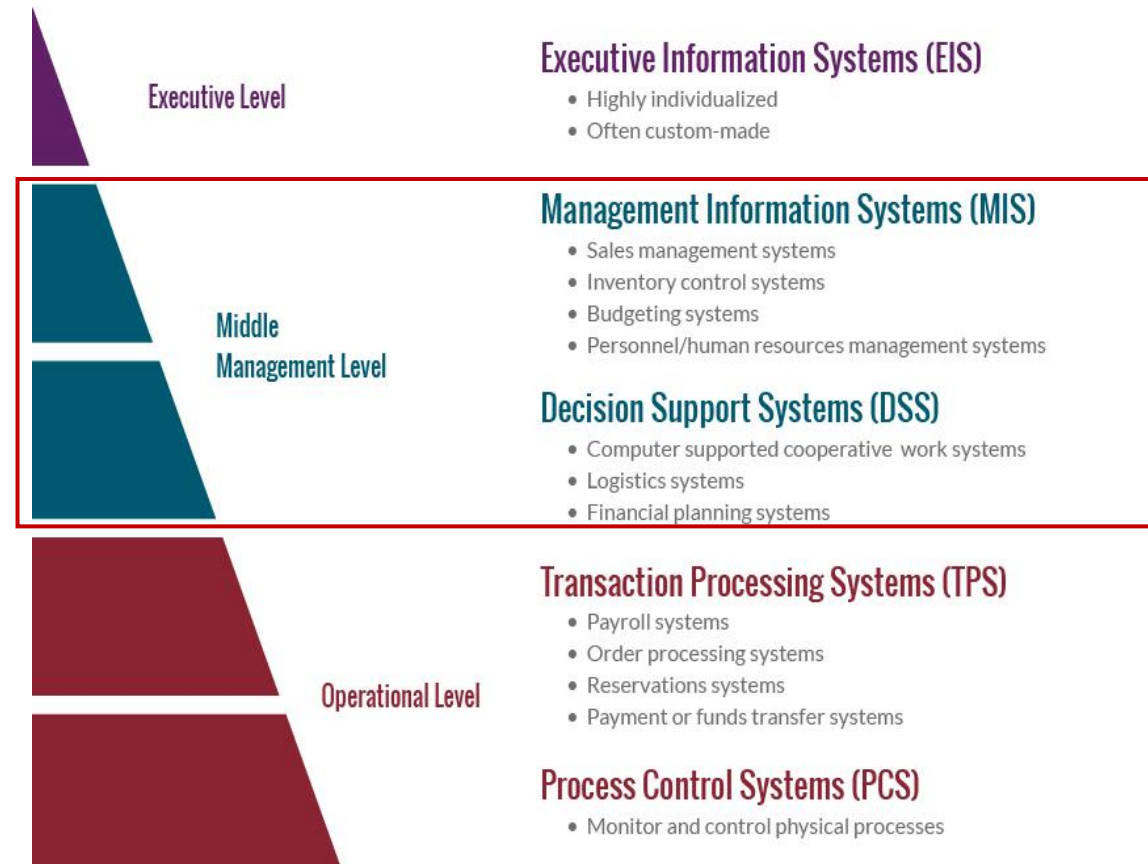 Executive Level
Executive Information Systems (EIS)
• Highly individualized
• Often custom-made
Middle
Management Level
Management Information Systems (MIS)
• Sales management systems
• Inventory control systems
• Budgeting systems
• Personnel/human resources management systems
Decision Support Systems (DSS)
• Computer supported cooperative work systems
• Logistics systems
• Financial planning systems
Operational Level
Transaction Processing Systems (TPS)
• Payroll systems
• Order processing systems
• Reservations systems
• Payment or funds transfer systems
Process Control Systems (PCS)
• Monitor and control physical processes